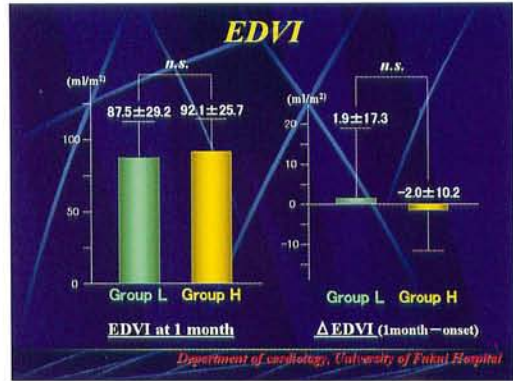 EDVI
n.s.
(ml/m²)
87.5±29.2 92.1±25.7
100
50
0
Group L Group H
EDVI at 1 month
n.s.
(ml/m²)
20
1.9±17.3
10
-2.0±10.2
0
-10
Group L Group H
ΔEDVI (1month－onset)
Department of cardiology, University of Fukui Hospital